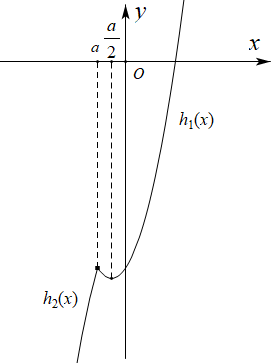 y
a a/2
x
O
h₁(x)
h₂(x)